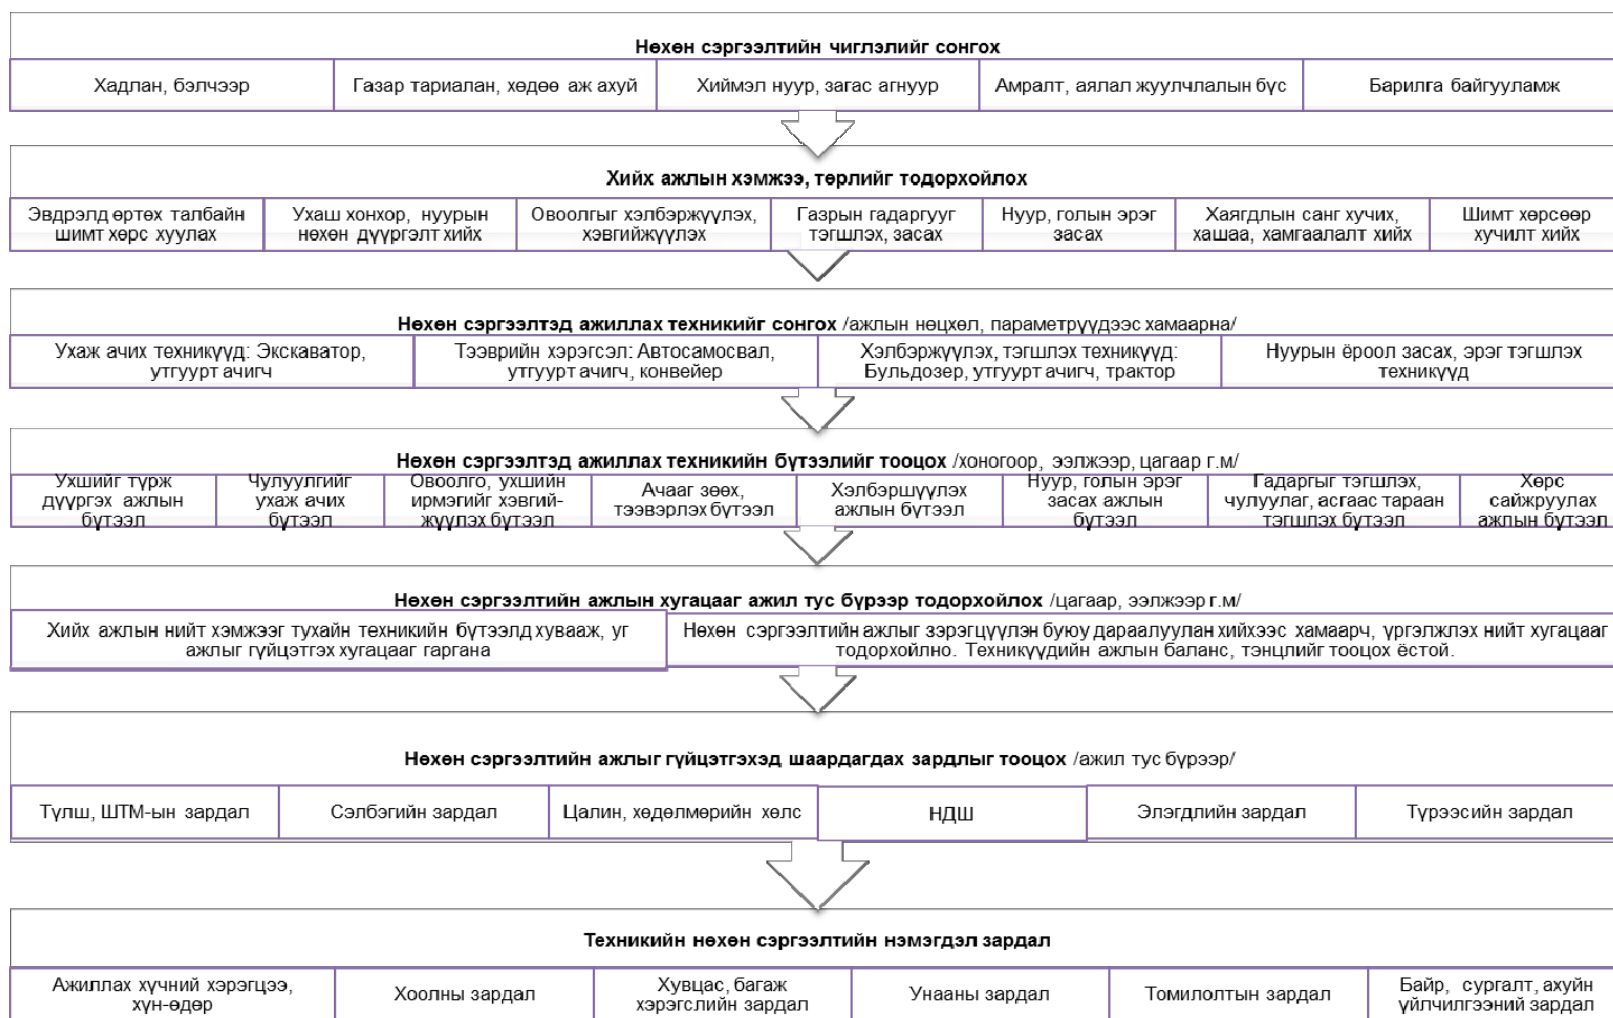 Нөхөн сэргээлтийн чиглэлийг сонгох
Хадлан, бэлчээр
Газар тариалан, хөдөө аж ахуй
Хиймэл нуур, загас агнуур
Амралт, аялал жуулчлалын бүс
Барилга байгууламж
Хийх ажлын хэмжээ, төрлийг тодорхойлох
Эвдрэлд өртөх талбайн
шимт хөрс хуулах
Ухаш хонхор, нуурын
нөхөн дүүргэлт хийх
Овоолгыг хэлбэржүүлэх,
хэвгийжүүлэх
Газрын гадаргууг
тэгшлэх, засах
Нуур, голын эрэг
засах
Хаягдлын санг хучих,
хашаа, хамгаалалт хийх
Шимт хөрсөөр
хучилт хийх
Нөхөн сэргээлтэд ажиллах техникийг сонгох /ажлын нөцхөл, параметрүүдээс хамаарна/
Ухаж ачих техникүүд: Экскаватор,
утгуурт ачигч
Тээврийн хэрэгсэл: Автосамосвал,
утгуурт ачигч, конвейер
Хэлбэржүүлэх, тэгшлэх техникүүд:
Бульдозер, утгуурт ачигч, трактор
Нуурын ёроол засах, эрэг тэгшлэх
техникүүд
Нөхөн сэргээлтэд ажиллах техникийн бүтээлийг тооцох /хоногоор, ээлжээр, цагаар г.м/
Ухшийг түрж
дүүргэх ажлын
бүтээл
Чулуулгийг
ухаж ачих
бүтээл
Овоолго, ухшийн
ирмэгийг хэвгий-
жүүлэх бүтээл
Ачааг зөөх,
тээвэрлэх бүтээл
Хэлбэршүүлэх
ажлын бүтээл
Нуур, голын эрэг
засах ажлын
бүтээл
Гадаргыг тэгшлэх,
чулуулаг, асгаас тараан
тэгшлэх бүтээл
Хөрс
сайжруулах
ажлын бүтээл
Нөхөн сэргээлтийн ажлын хугацааг ажил тус бүрээр тодорхойлох /цагаар, ээлжээр г.м/
Хийх ажлын нийт хэмжээг тухайн техникийн бүтээлд хувааж, уг
ажлыг гүйцэтгэх хугацааг гаргана
Нөхөн сэргээлтийн ажлыг зэрэгцүүлэн буюу дараалуулан хийхээс хамаарч, үргэлжлэх нийт хугацааг
тодорхойлно. Техникүүдийн ажлын баланс, тэнцлийг тооцох ёстой.
Нөхөн сэргээлтийн ажлыг гүйцэтгэхэд шаардагдах зардлыг тооцох /ажил тус бүрээр/
Түлш, ШТМ-ын зардал
Сэлбэгийн зардал
Цалин, хөдөлмөрийн хөлс
НДШ
Элэгдлийн зардал
Түрээсийн зардал
Техникийн нөхөн сэргээлтийн нэмэгдэл зардал
Ажиллах хүчний хэрэгцээ,
хүн-өдөр
Хоолны зардал
Хувцас, багаж
хэрэгслийн зардал
Унааны зардал
Томилолтын зардал
Байр, сургалт, ахуйн
үйлчилгээний зардал